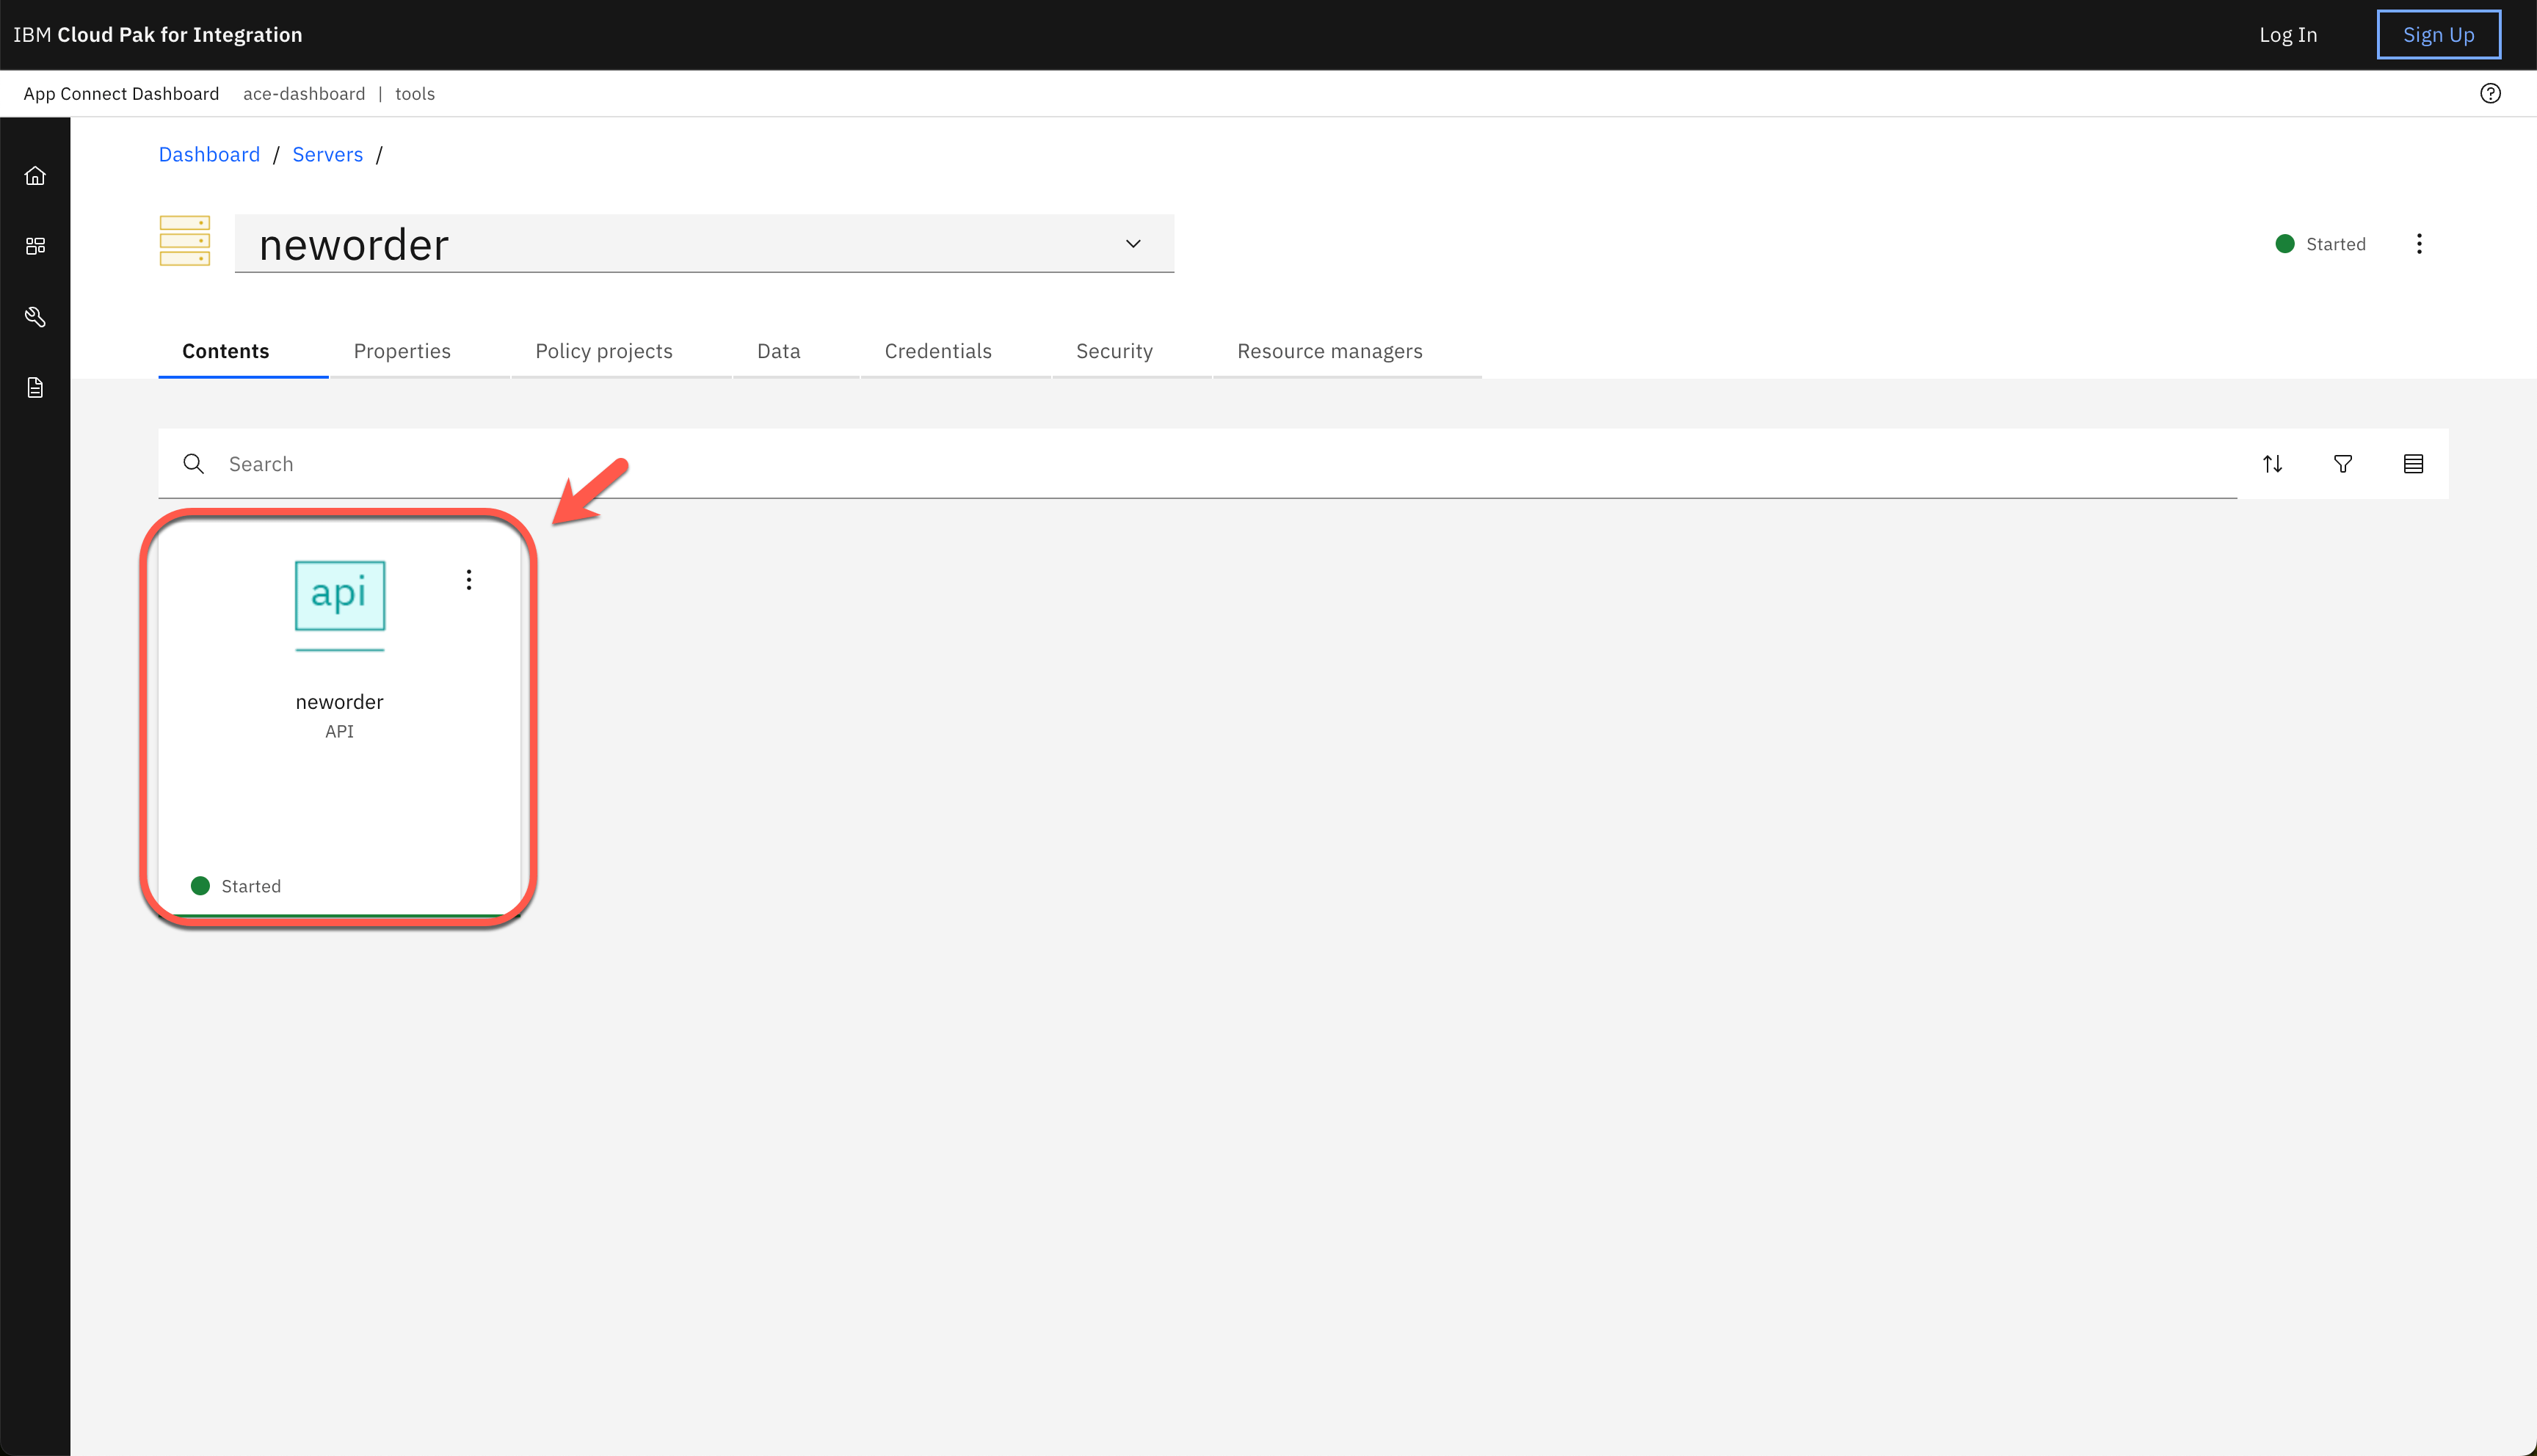 IBM Cloud Pak for Integration Log In Sign Up
App Connect Dashboard ace-dashboard | tools
Dashboard / Servers /
neworder
Started
Contents Properties Policy projects Data Credentials Security Resource managers
Search
api
neworder
API
Started